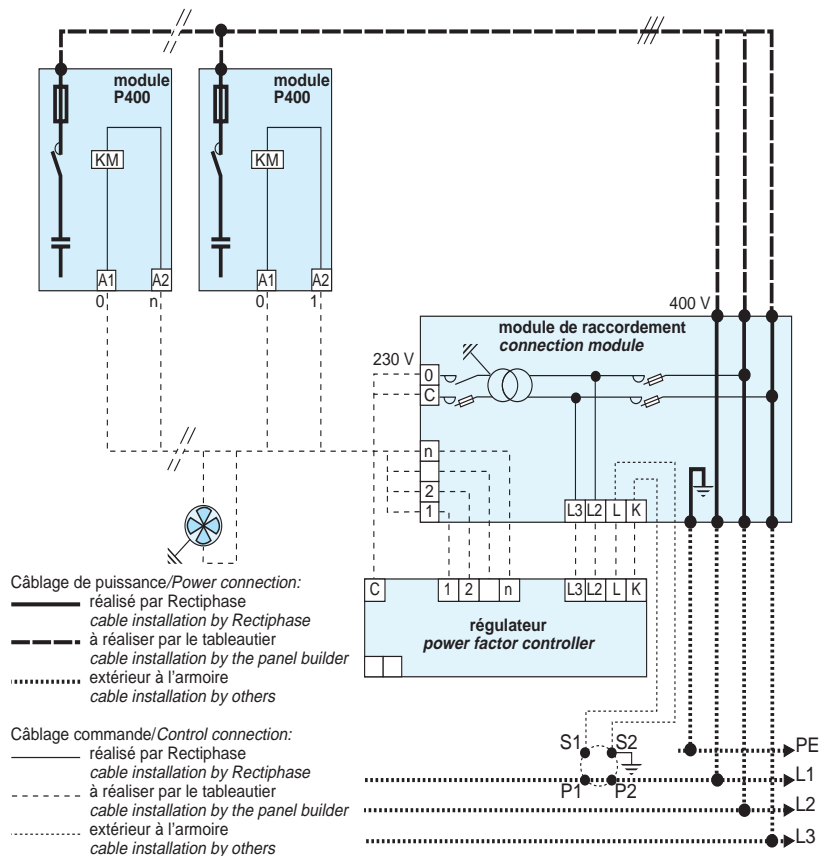 module
P400
module
P400
KM
KM
A1
A2
A1
A2
0
n
0
1
400 V
module de raccordement
connection module
230 V
0
C
n
2
1
L3 L2 L K
C
1 2 n
L3 L2 L K
régulateur
power factor controller
Câblage de puissance/Power connection:
réalisé par Rectiphase
cable installation by Rectiphase
à réaliser par le tableautier
cable installation by the panel builder
extérieur à l'armoire
cable installation by others
Câblage commande/Control connection:
réalisé par Rectiphase
cable installation by Rectiphase
à réaliser par le tableautier
cable installation by the panel builder
extérieur à l'armoire
cable installation by others
S1 S2
P1 P2
PE
L1
L2
L3